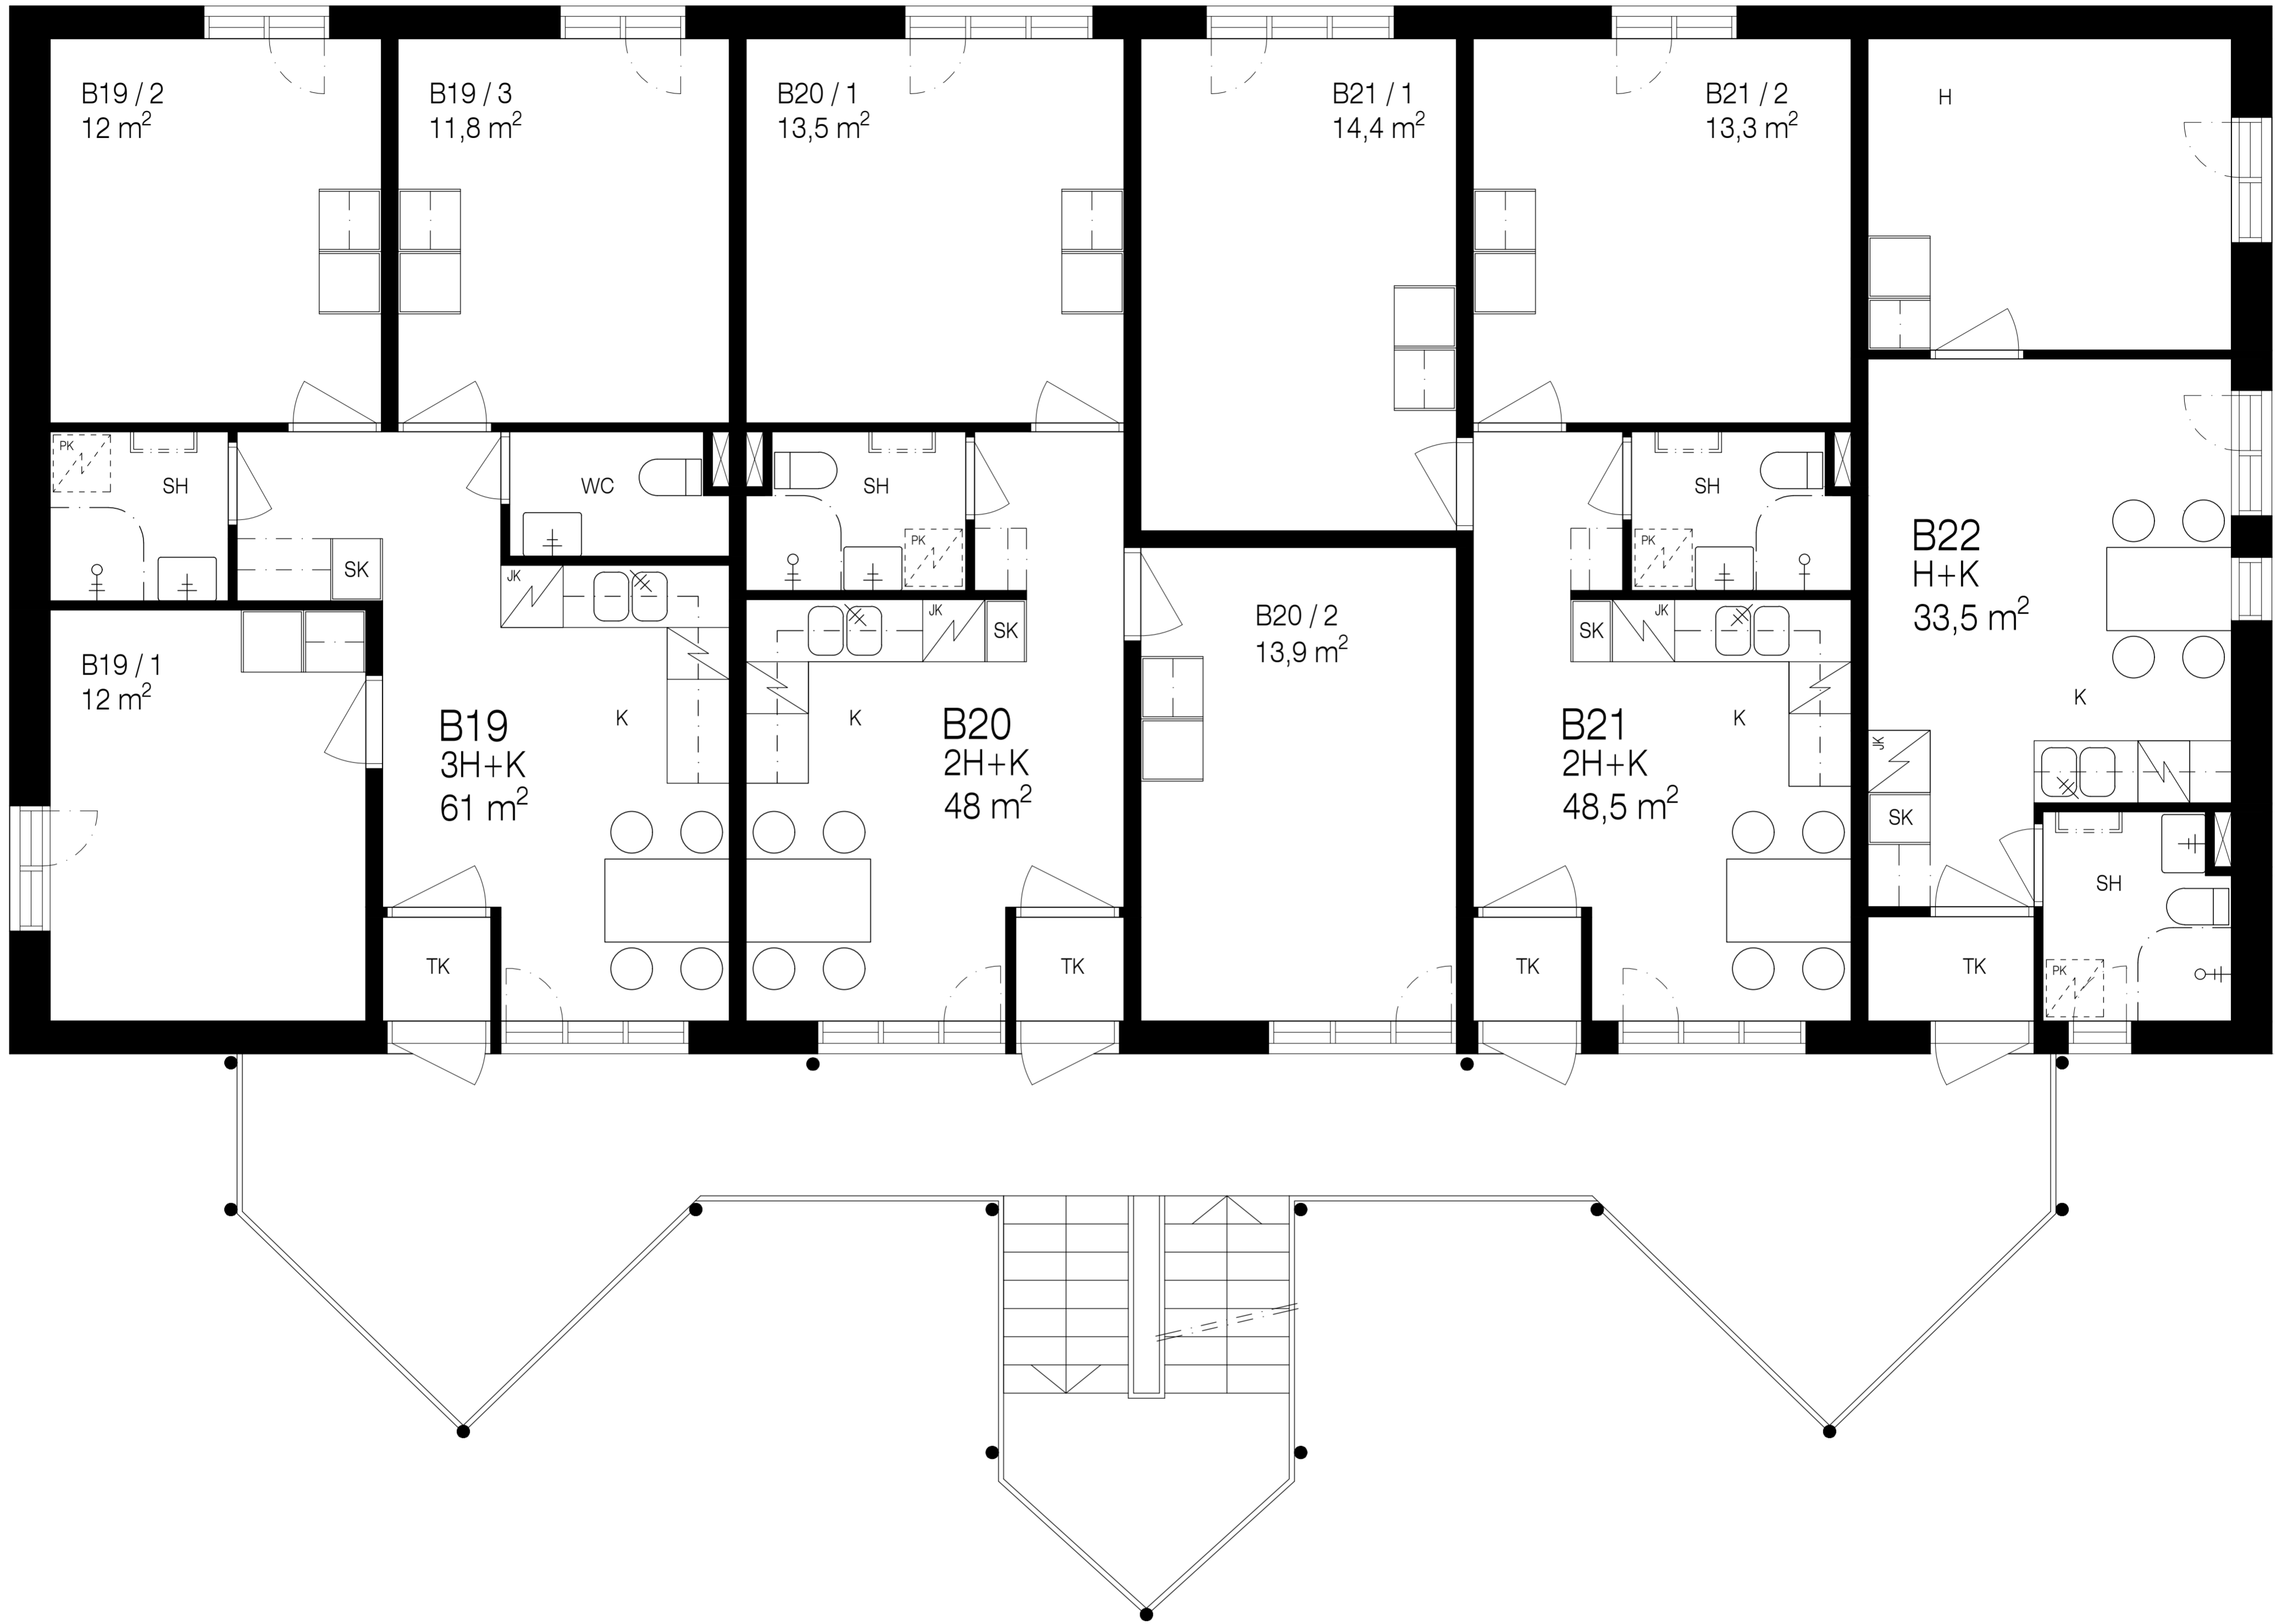 B19 / 2
12 m²
B19 / 3
11,8 m²
B20 / 1
13,5 m²
B21 / 1
14,4 m²
B21 / 2
13,3 m²
H
PK
SH
WC
SH
PK
SH
PK
SK
JK
JK
SK
SK
JK
B19 / 1
12 m²
B20 / 2
13,9 m²
B22
H+K
33,5 m²
K
B19
3H+K
61 m²
K
K
B20
2H+K
48 m²
B21
2H+K
48,5 m²
K
JK
SK
SH
PK
TK
TK
TK
TK